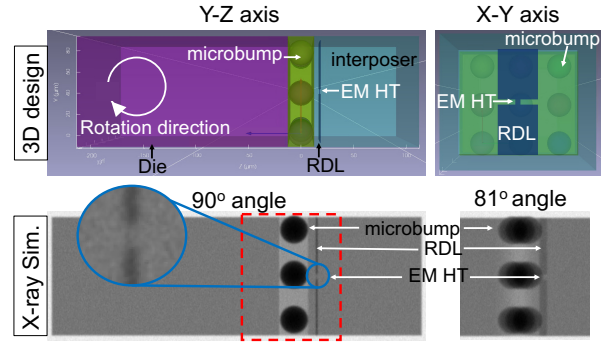 Y-Z axis
X-Y axis
3D design
microbump
interposer
EM HT
Rotation direction
Die
RDL
microbump
EM HT
RDL
X-ray Sim.
90° angle
81° angle
microbump
RDL
EM HT